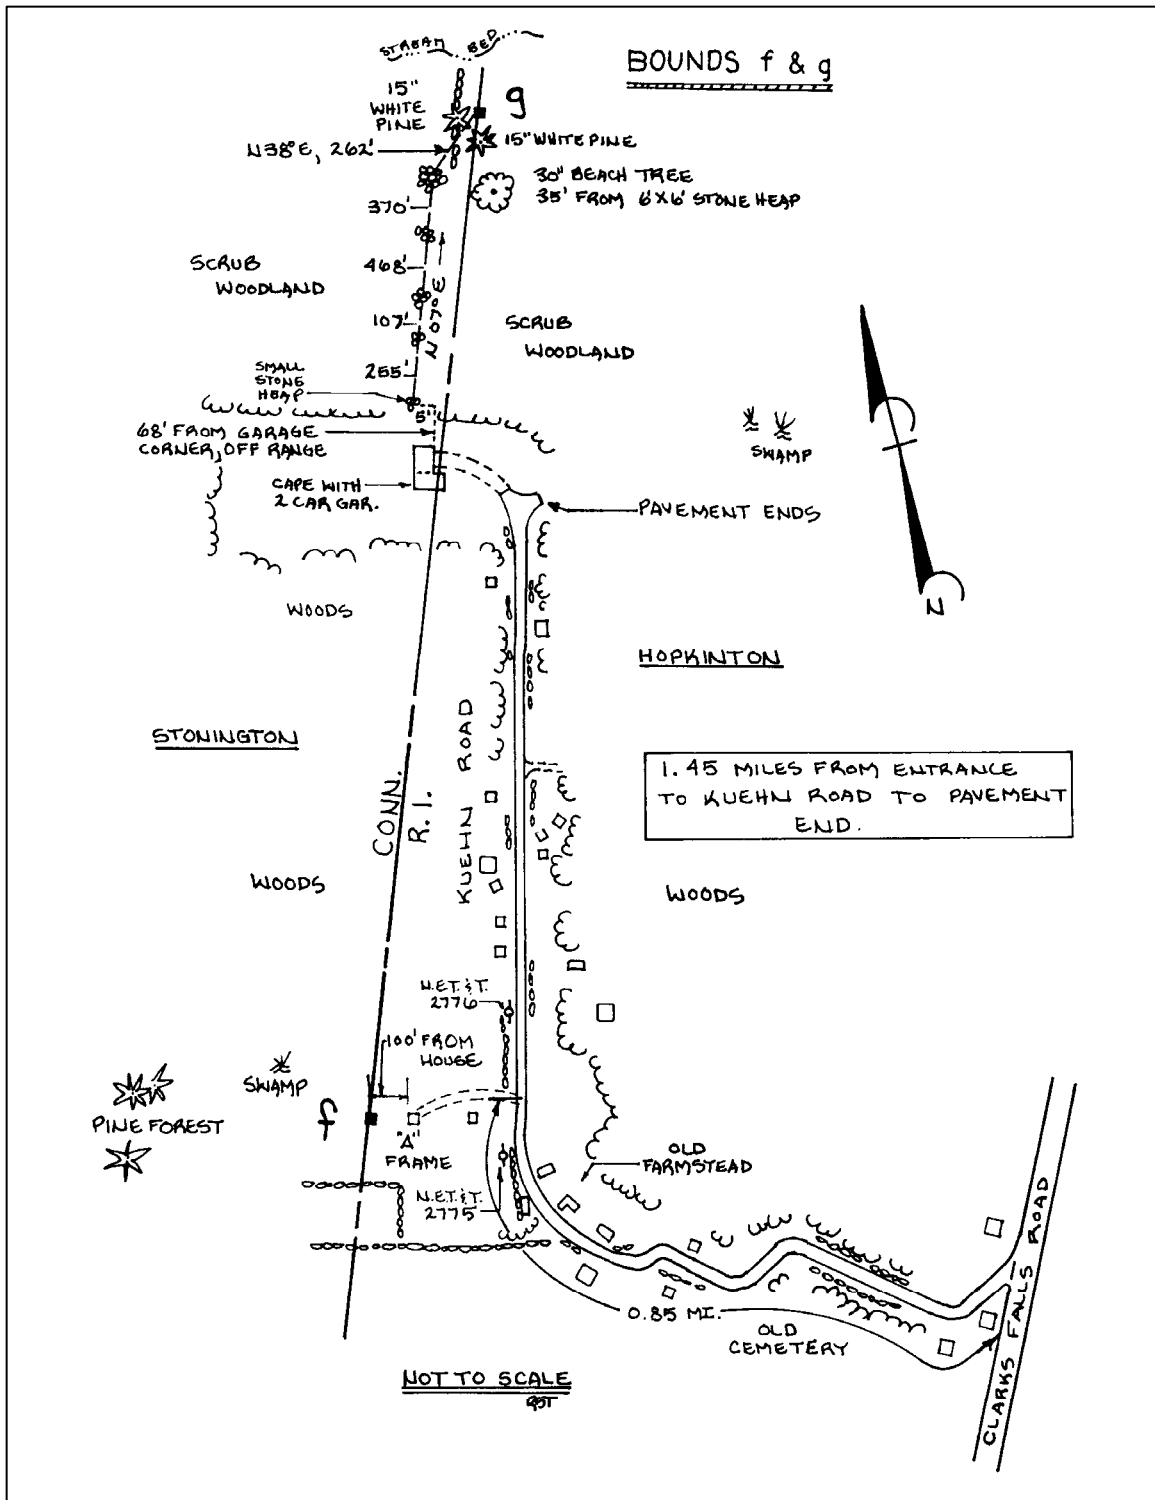 STREAM BED
BOUNDS f & g
15"
WHITE
PINE
g
15" WHITE PINE
N38°E, 262'
30" BEACH TREE
35' FROM 6'X6' STONE HEAP
370'
SCRUB
WOODLAND
468'
N 07° E
107'
SCRUB
WOODLAND
255'
SMALL
STONE
HEAP
5'
68' FROM GARAGE
CORNER, OFF RANGE
SWAMP
CAPE WITH
2 CAR GAR.
PAVEMENT ENDS
WOODS
N
HOPKINTON
STONINGTON
CONN.
R.I.
KUEHN ROAD
1.45 MILES FROM ENTRANCE
TO KUEHN ROAD TO PAVEMENT
END.
WOODS
WOODS
N.E.T.&T.
2776
100' FROM
HOUSE
SWAMP
PINE FOREST
f
"A"
FRAME
OLD
FARMSTEAD
N.E.T.&T.
2775
0.85 MI.
OLD
CEMETERY
CLARKS FALLS ROAD
NOT TO SCALE